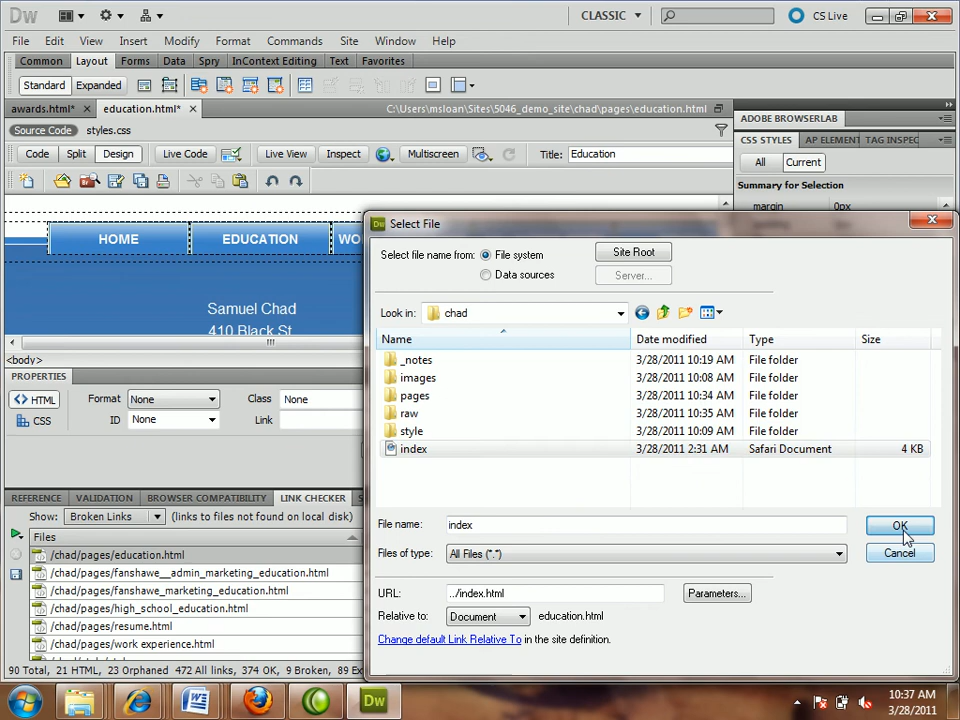 Dw CLASSIC CS Live
File Edit View Insert Modify Format Commands Site Window Help
Common Layout Forms Data Spry InContext Editing Text Favorites
Standard Expanded
awards.html* education.html* C:\Users\msloan\Sites\5046_demo_site\chad\pages\education.html
ADOBE BROWSERLAB
Source Code styles.css
CSS STYLES AP ELEMENT TAG INSPEC
Code Split Design Live Code Live View Inspect Multiscreen Title: Education
All Current
Summary for Selection
margin 0px
HOME EDUCATION WO
Samuel Chad
410 Black St
<body>
PROPERTIES
HTML Format None Class None
CSS ID None Link
REFERENCE VALIDATION BROWSER COMPATIBILITY LINK CHECKER
Show: Broken Links (links to files not found on local disk)
Files
/chad/pages/education.html
/chad/pages/fanshawe__admin_marketing_education.html
/chad/pages/fanshawe_marketing_education.html
/chad/pages/high_school_education.html
/chad/pages/resume.html
/chad/pages/work experience.html
90 Total, 21 HTML, 23 Orphaned 472 All links, 374 OK, 9 Broken, 89 Ex
Dw Select File
Select file name from: File system Site Root
Data sources Server...
Look in: chad
Name Date modified Type Size
_notes 3/28/2011 10:19 AM File folder
images 3/28/2011 10:08 AM File folder
pages 3/28/2011 10:34 AM File folder
raw 3/28/2011 10:35 AM File folder
style 3/28/2011 10:09 AM File folder
index 3/28/2011 2:31 AM Safari Document 4 KB
File name: index OK
Files of type: All Files (*.*) Cancel
URL: ../index.html Parameters...
Relative to: Document education.html
Change default Link Relative To in the site definition.
Dw 10:37 AM
3/28/2011